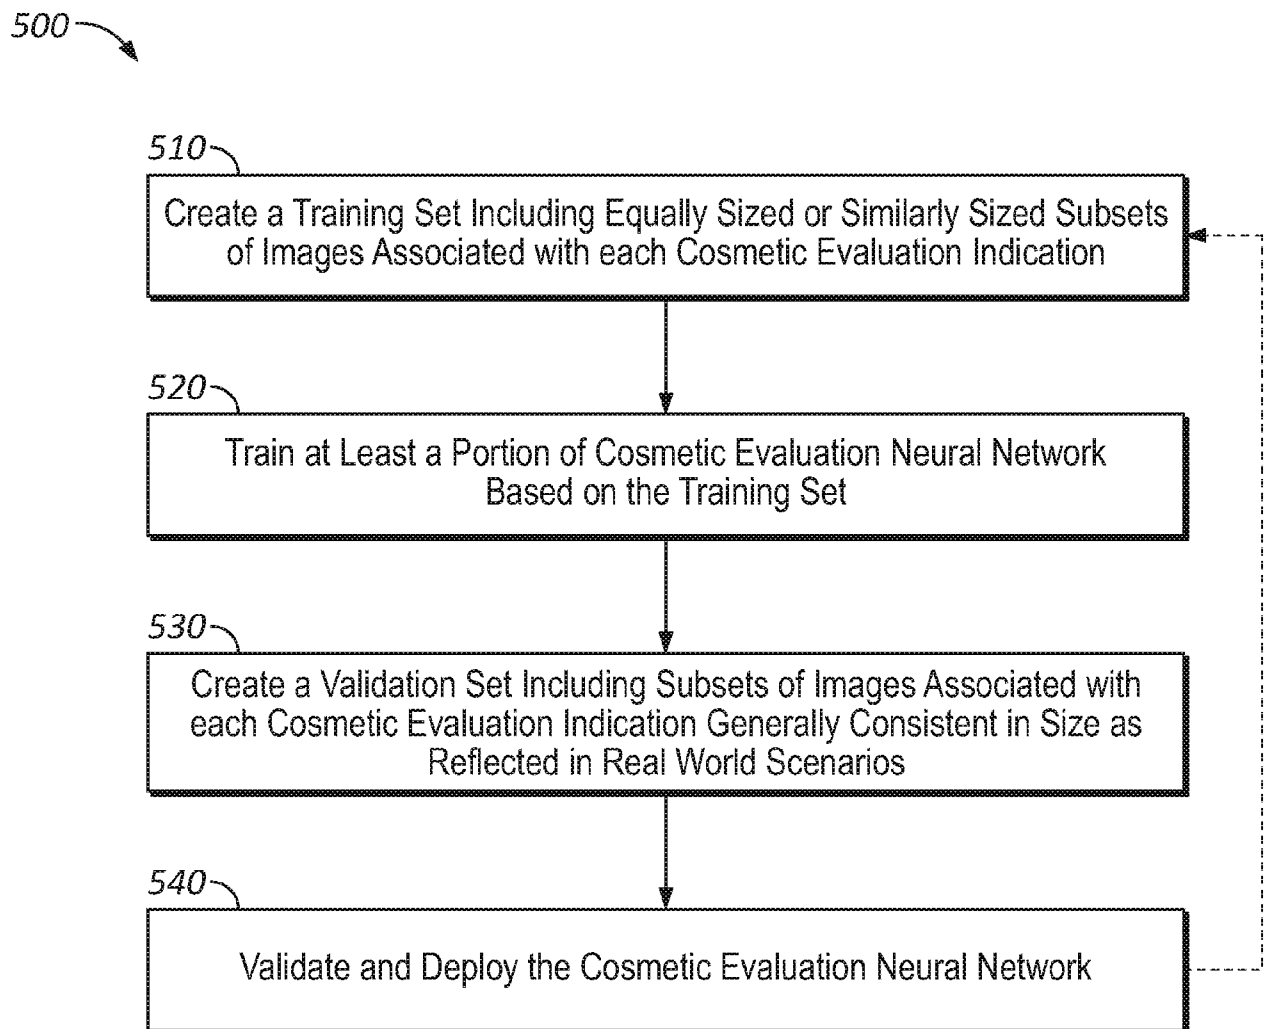 500
510
Create a Training Set Including Equally Sized or Similarly Sized Subsets
of Images Associated with each Cosmetic Evaluation Indication
520
Train at Least a Portion of Cosmetic Evaluation Neural Network
Based on the Training Set
530
Create a Validation Set Including Subsets of Images Associated with
each Cosmetic Evaluation Indication Generally Consistent in Size as
Reflected in Real World Scenarios
540
Validate and Deploy the Cosmetic Evaluation Neural Network